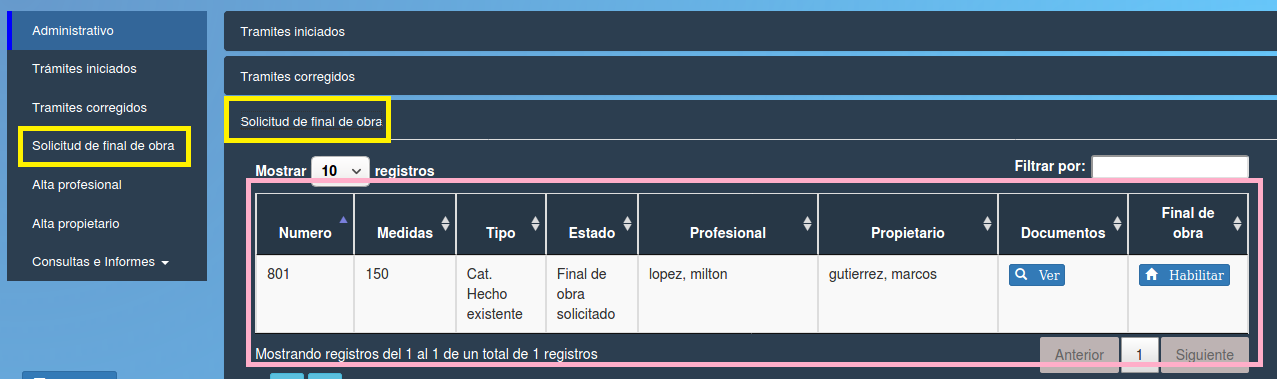 Administrativo
Trámites iniciados
Tramites corregidos
Solicitud de final de obra
Alta profesional
Alta propietario
Consultas e Informes
Tramites iniciados
Tramites corregidos
Solicitud de final de obra
Mostrar 10 registros
Filtrar por:
Numero Medidas Tipo Estado Profesional Propietario Documentos Final de
obra
801 150 Cat. Final de lopez, milton gutierrez, marcos Ver Habilitar
Hecho obra
existente solicitado
Mostrando registros del 1 al 1 de un total de 1 registros
Anterior 1 Siguiente